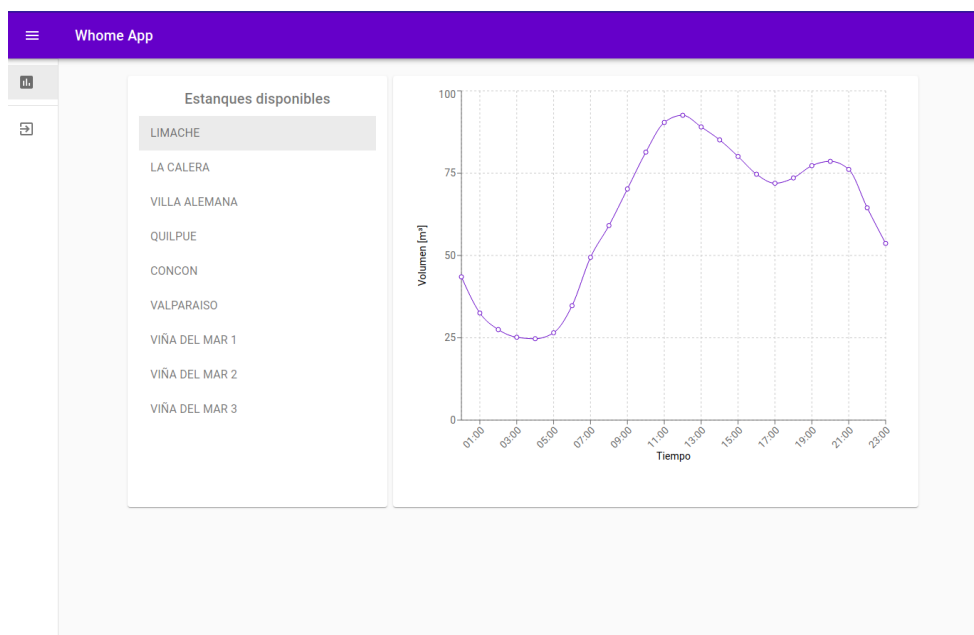 Whome App
Estanques disponibles
LIMACHE
LA CALERA
VILLA ALEMANA
QUILPUE
CONCON
VALPARAISO
VIÑA DEL MAR 1
VIÑA DEL MAR 2
VIÑA DEL MAR 3
100
75
50
25
0
Volumen [m³]
01:00 03:00 05:00 07:00 09:00 11:00 13:00 15:00 17:00 19:00 21:00 23:00
Tiempo